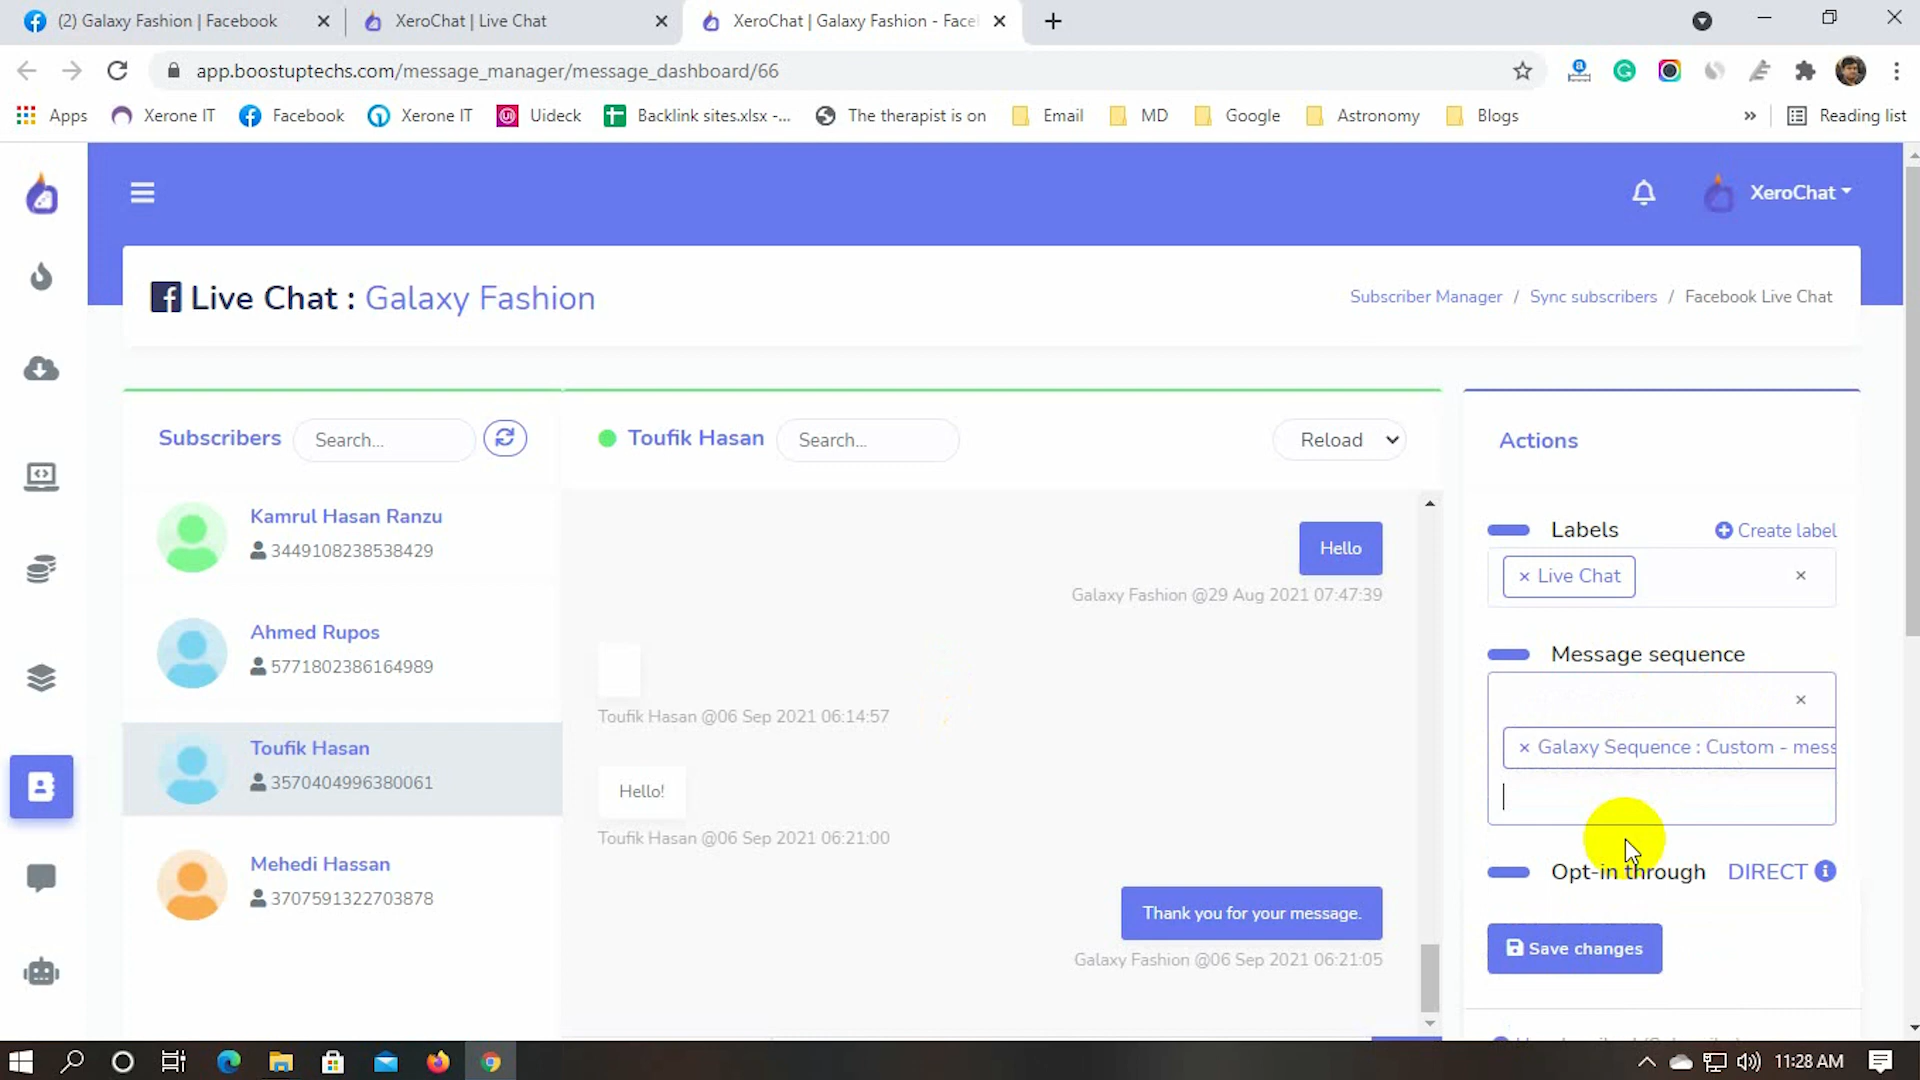 (2) Galaxy Fashion | Facebook
XeroChat | Live Chat
XeroChat | Galaxy Fashion - Face
app.boostuptechs.com/message_manager/message_dashboard/66
Apps
Xerone IT
Facebook
Xerone IT
Uideck
Backlink sites.xlsx -...
The therapist is on
Email
MD
Google
Astronomy
Blogs
»
Reading list
XeroChat
Live Chat : Galaxy Fashion
Subscriber Manager / Sync subscribers / Facebook Live Chat
Subscribers
Search...
Toufik Hasan
Search...
Reload
Actions
Kamrul Hasan Ranzu
3449108238538429
Ahmed Rupos
5771802386164989
Toufik Hasan
3570404996380061
Mehedi Hassan
3707591322703878
Hello
Galaxy Fashion @29 Aug 2021 07:47:39
Toufik Hasan @06 Sep 2021 06:14:57
Hello!
Toufik Hasan @06 Sep 2021 06:21:00
Thank you for your message.
Galaxy Fashion @06 Sep 2021 06:21:05
Labels
Create label
× Live Chat
×
Message sequence
×
× Galaxy Sequence : Custom - mess
Opt-in through
DIRECT
Save changes
11:28 AM